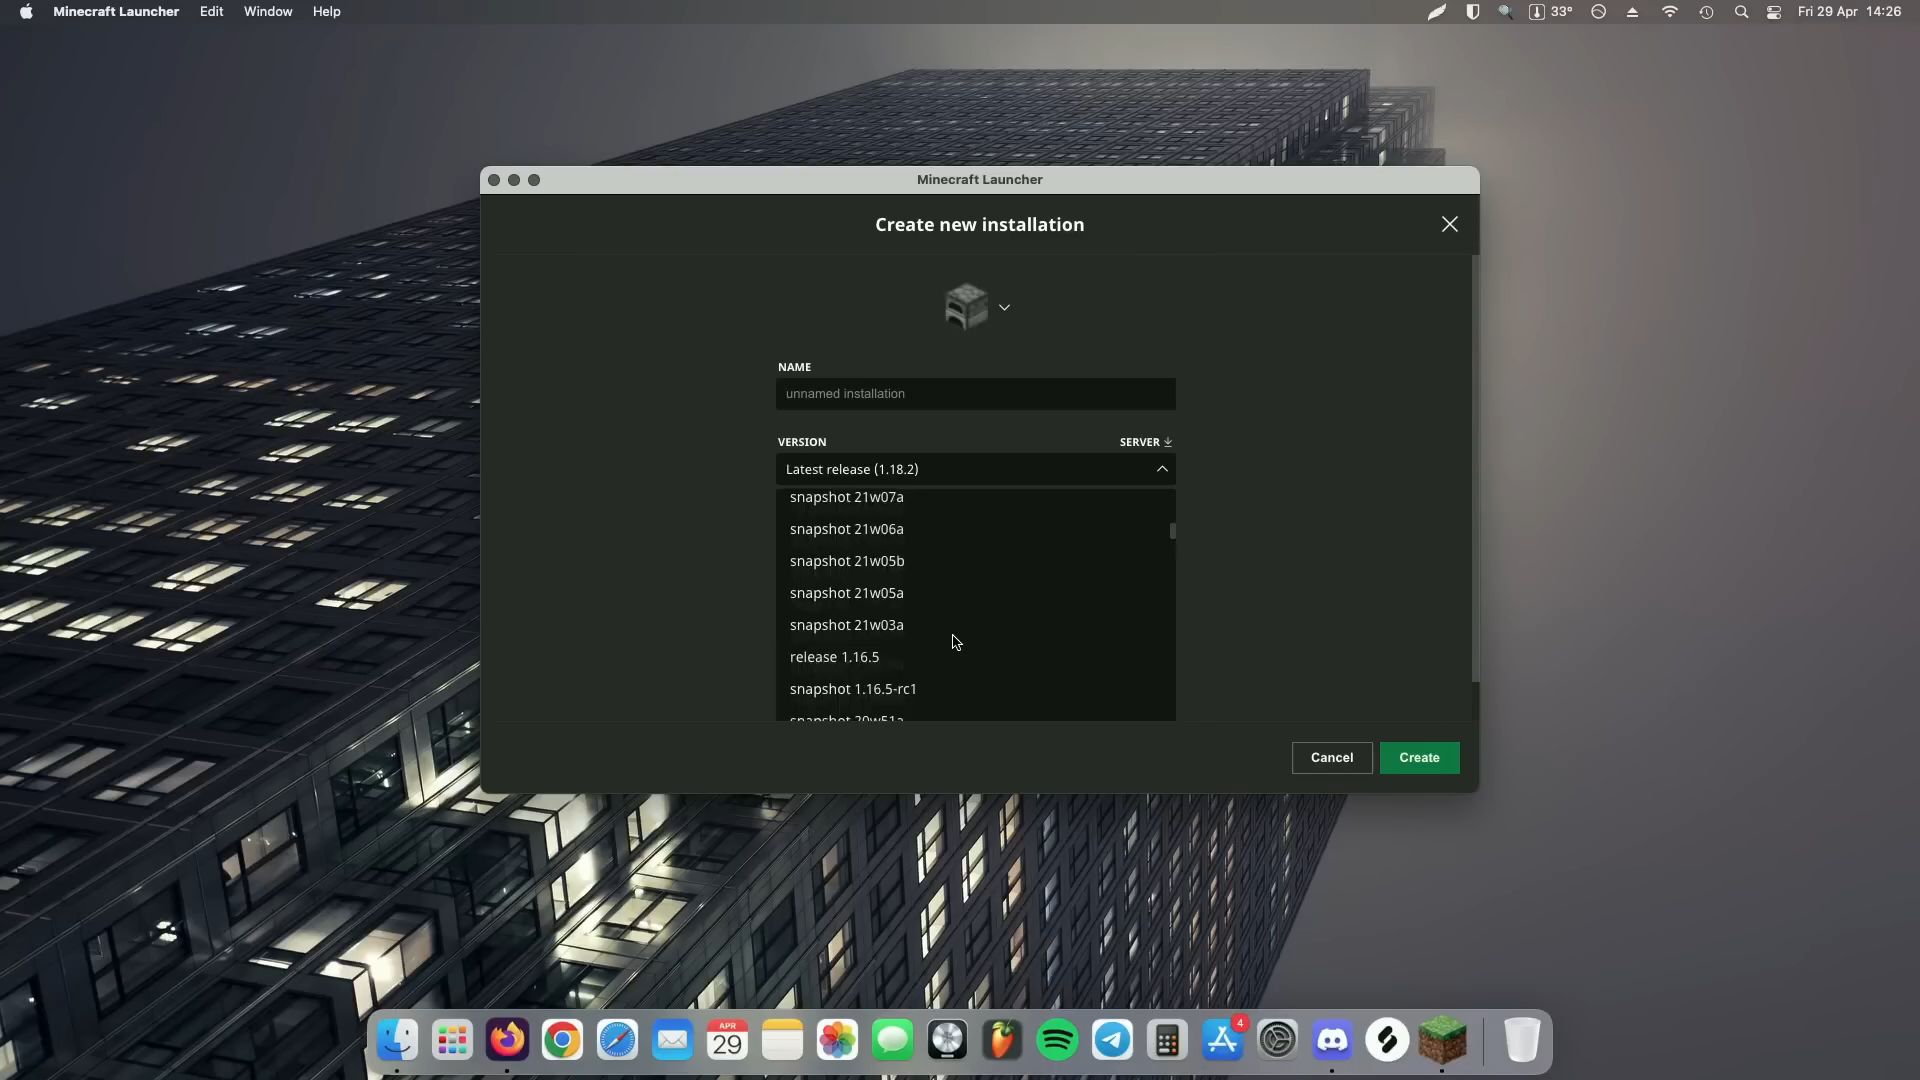 Minecraft Launcher Edit Window Help 33° Fri 29 Apr 14:26
Minecraft Launcher
Create new installation
NAME
unnamed installation
VERSION SERVER
Latest release (1.18.2)
snapshot 21w07a
snapshot 21w06a
snapshot 21w05b
snapshot 21w05a
snapshot 21w03a
release 1.16.5
snapshot 1.16.5-rc1
snapshot 20w51a
Cancel Create
APR 4
29